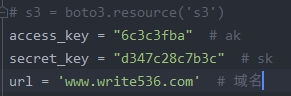 # s3 = boto3.resource('s3')
access_key = "6c3c3fba"  # ak
secret_key = "d347c28c7b3c"  # sk
url = 'www.write536.com'  # 域名